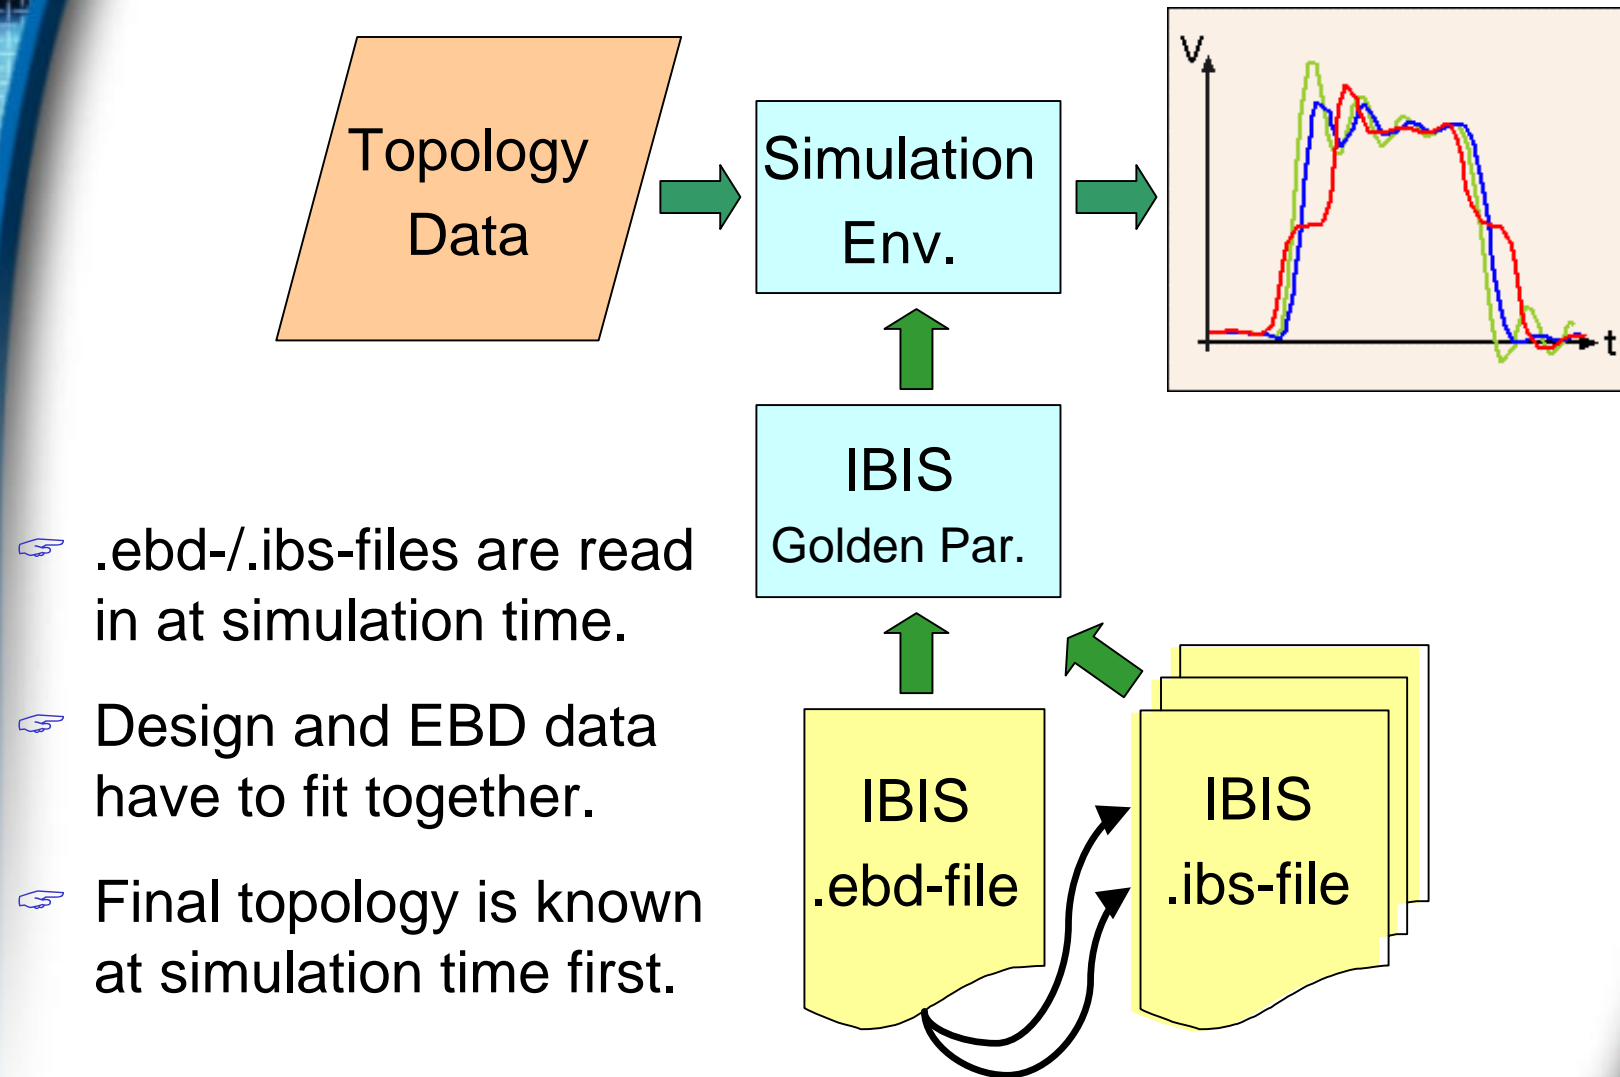 Topology
Data
Simulation
Env.
V
t
IBIS
Golden Par.
.ebd-/.ibs-files are read
in at simulation time.
Design and EBD data
have to fit together.
Final topology is known
at simulation time first.
IBIS
.ebd-file
IBIS
.ibs-file